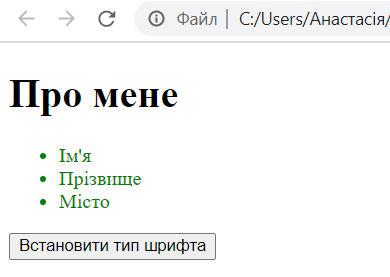 Файл | C:/Users/Анастасія/
Про мене
Ім'я
Прізвище
Місто
Встановити тип шрифта